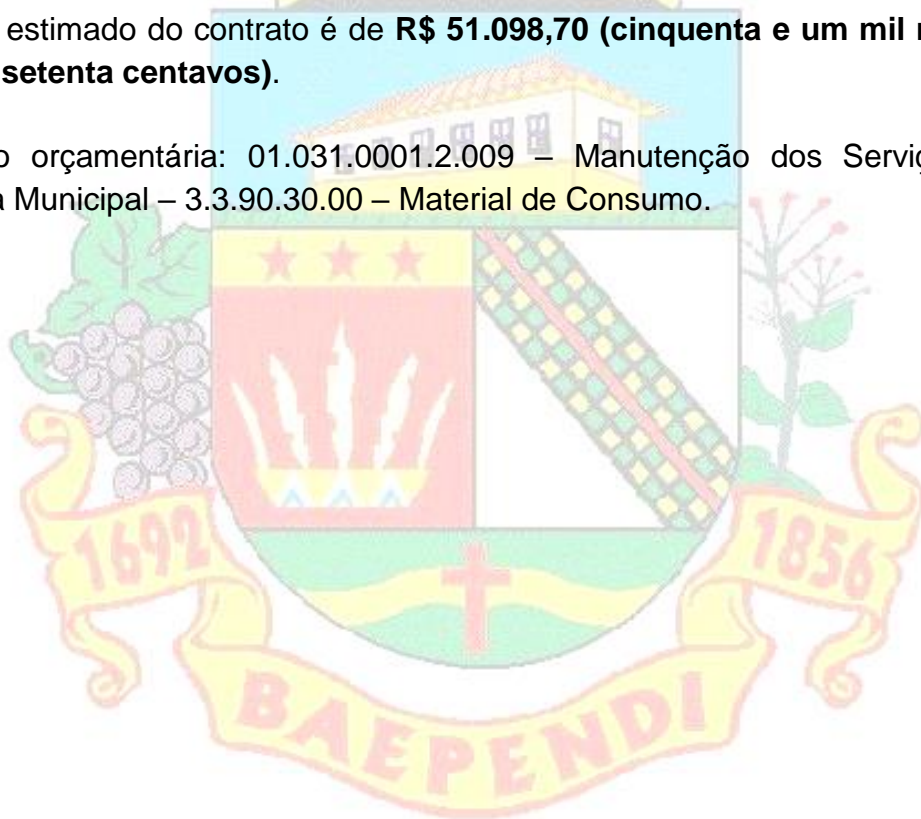 estimado do contrato é de R$ 51.098,70 (cinquenta e um mil
setenta centavos).
orçamentária: 01.031.0001.2.009 – Manutenção dos
Municipal – 3.3.90.30.00 – Material de Consumo.
1692
1856
BAEPENDI